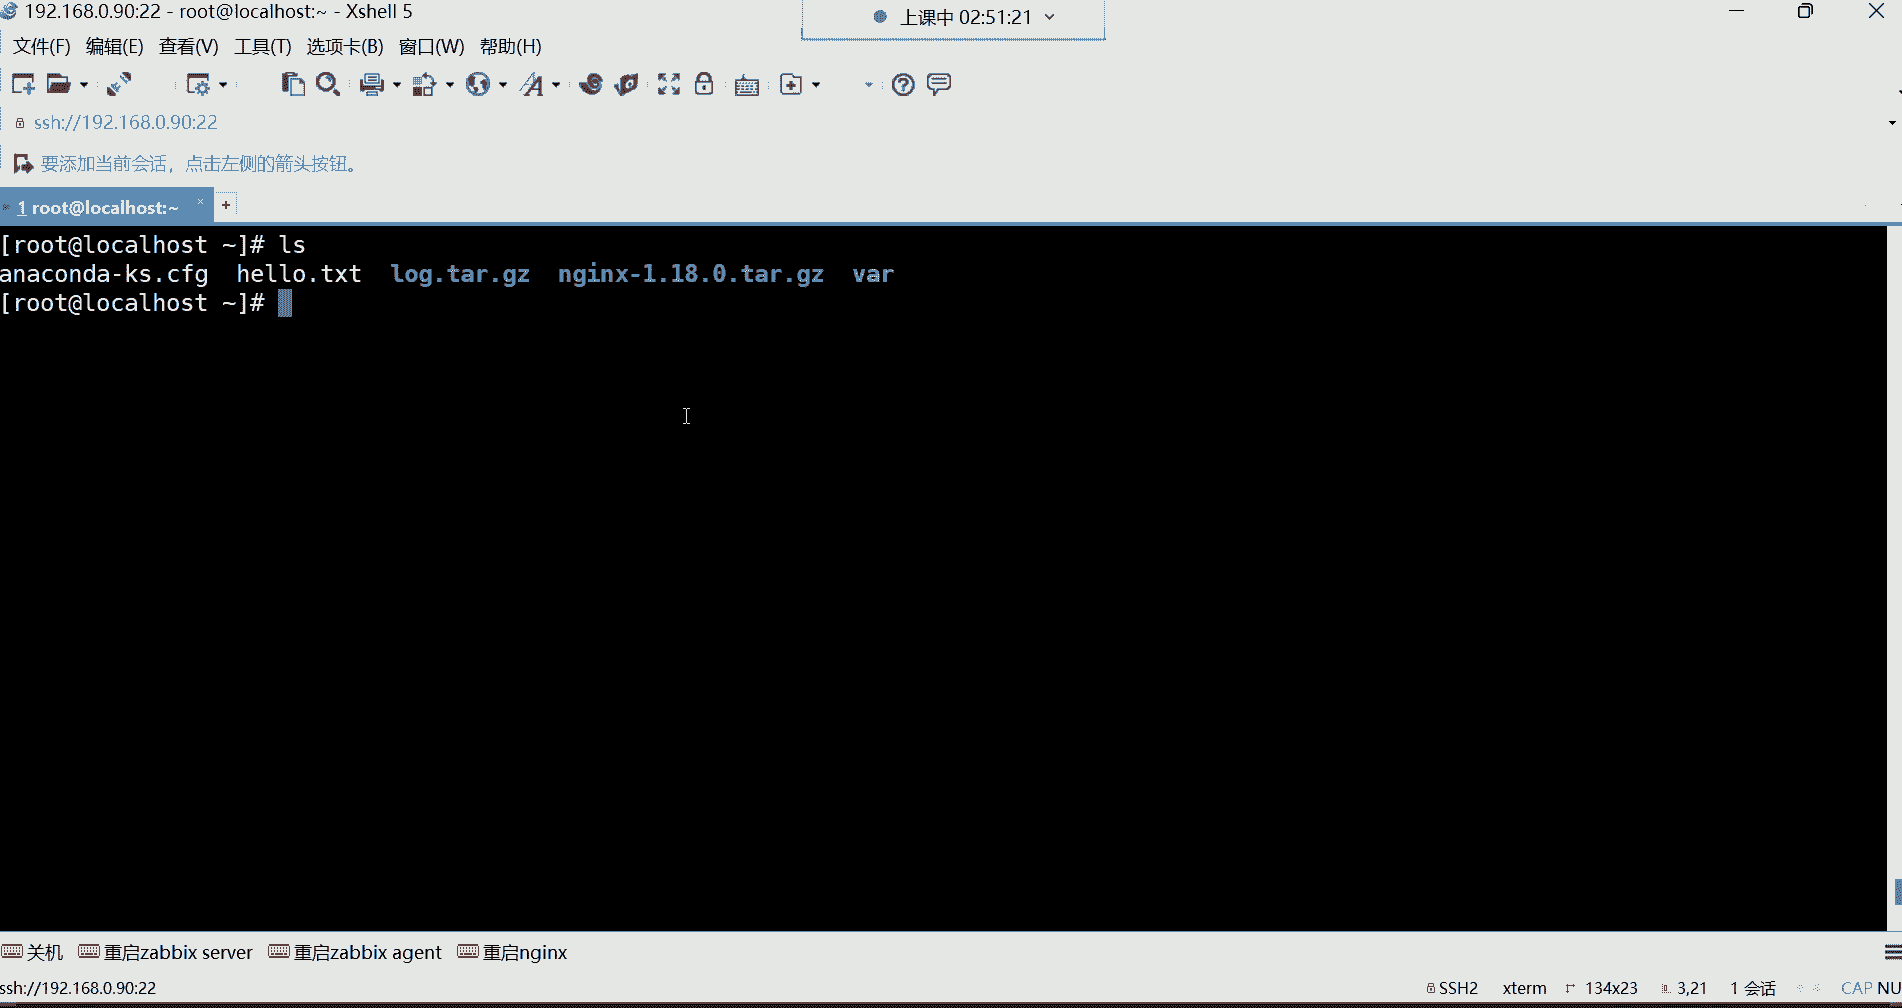 192.168.0.90:22 - root@localhost:~ - Xshell 5
上课中 02:51:21
文件(F) 编辑(E) 查看(V) 工具(T) 选项卡(B) 窗口(W) 帮助(H)
ssh://192.168.0.90:22
要添加当前会话，点击左侧的箭头按钮。
1 root@localhost:~ × +
[root@localhost ~]# ls
anaconda-ks.cfg hello.txt log.tar.gz nginx-1.18.0.tar.gz var
[root@localhost ~]#
关机 重启zabbix server 重启zabbix agent 重启nginx
ssh://192.168.0.90:22 SSH2 xterm 134x23 3,21 1 会话 CAP NU